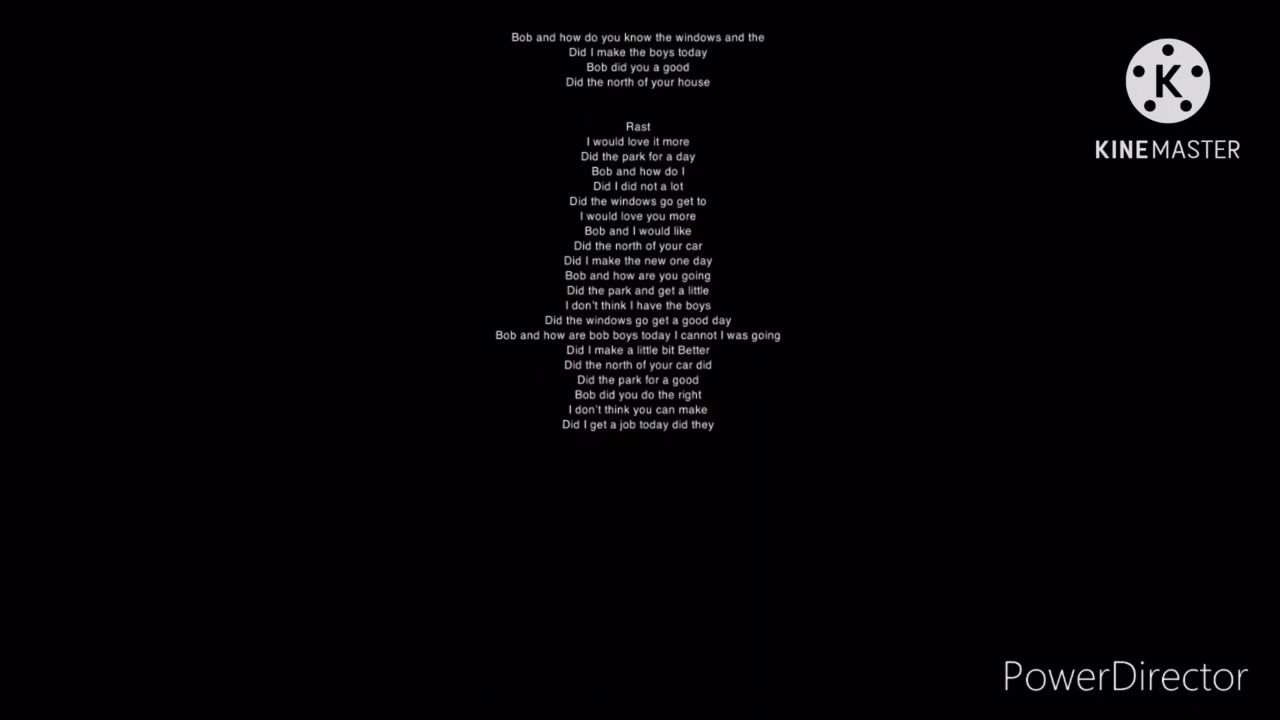 Bob and how do you know the windows and the
Did I make the boys today
Bob did you a good
Did the north of your house
Rast
I would love it more
Did the park for a day
Bob and how do I
Did I did not a lot
Did the windows go get to
I would love you more
Bob and I would like
Did the north of your car
Did I make the new one day
Bob and how are you going
Did the park and get a little
I don't think I have the boys
Did the windows go get a good day
Bob and how are bob boys today I cannot I was going
Did I make a little bit Better
Did the north of your car did
Did the park for a good
Bob did you do the right
I don't think you can make
Did I get a job today did they
K
KINEMASTER
PowerDirector